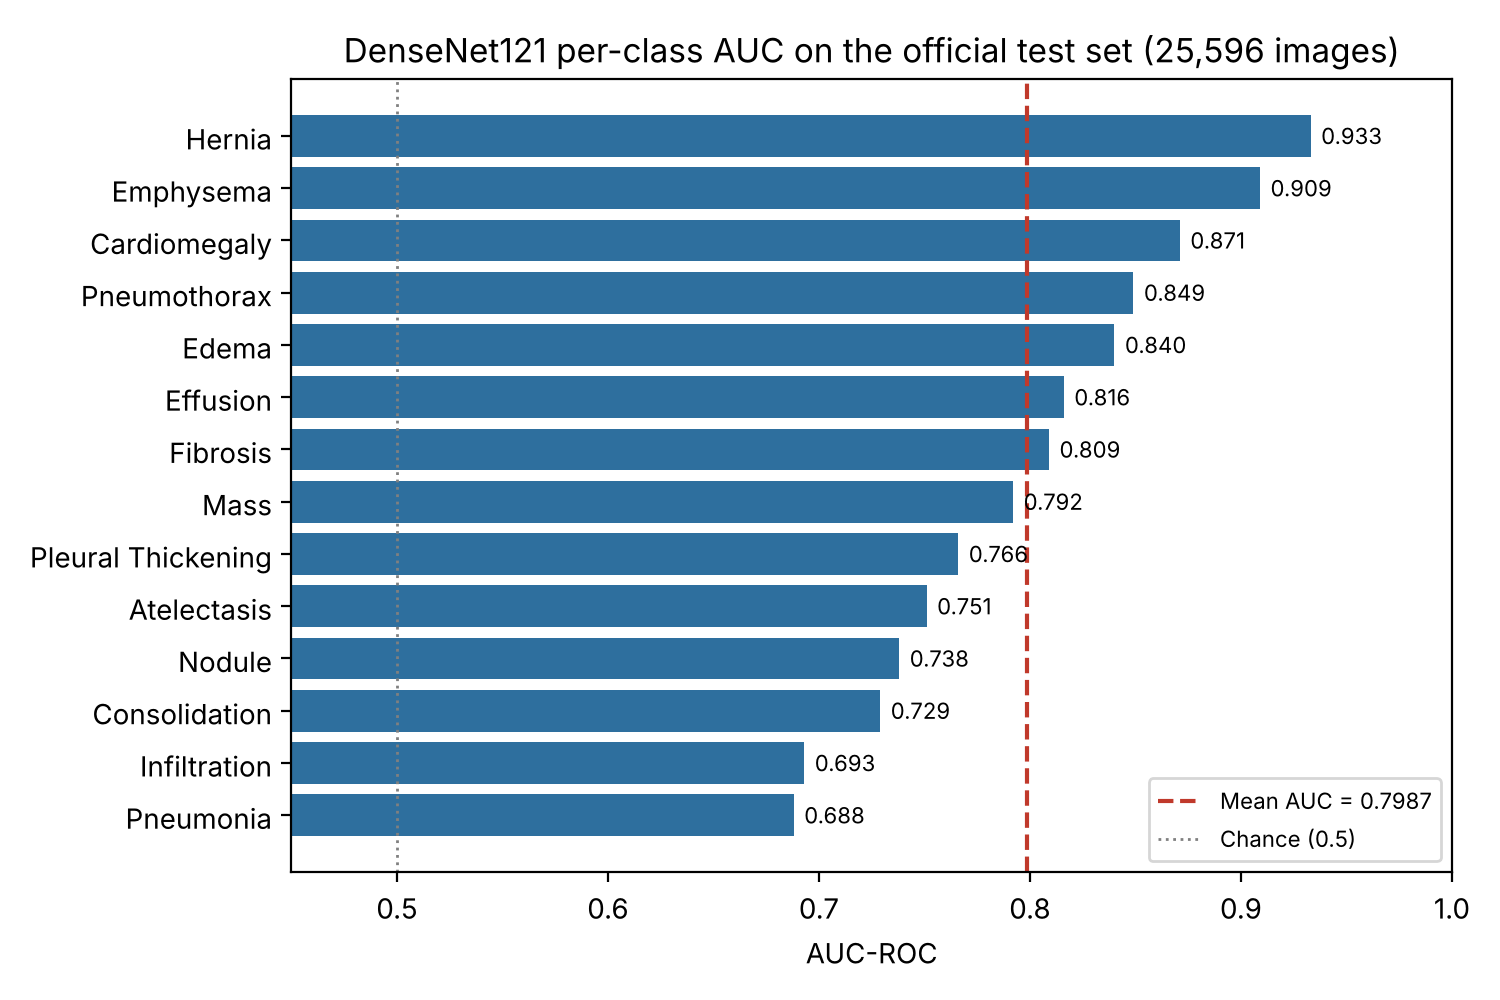 DenseNet121 per-class AUC on the official test set (25,596 images)
Hernia 0.933
Emphysema 0.909
Cardiomegaly 0.871
Pneumothorax 0.849
Edema 0.840
Effusion 0.816
Fibrosis 0.809
Mass 0.792
Pleural Thickening 0.766
Atelectasis 0.751
Nodule 0.738
Consolidation 0.729
Infiltration 0.693
Pneumonia 0.688
Mean AUC = 0.7987
Chance (0.5)
0.5 0.6 0.7 0.8 0.9 1.0
AUC-ROC